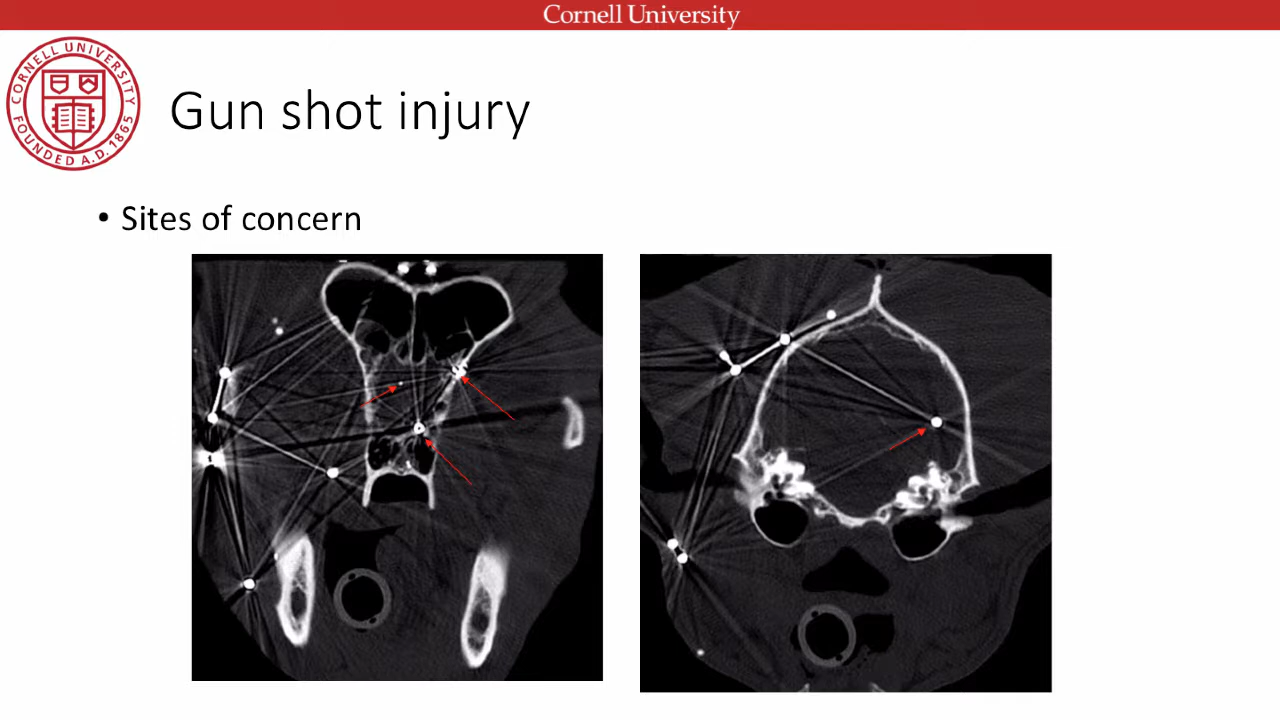 Cornell University
CORNELL UNIVERSITY
FOUNDED A.D. 1865
Gun shot injury
• Sites of concern